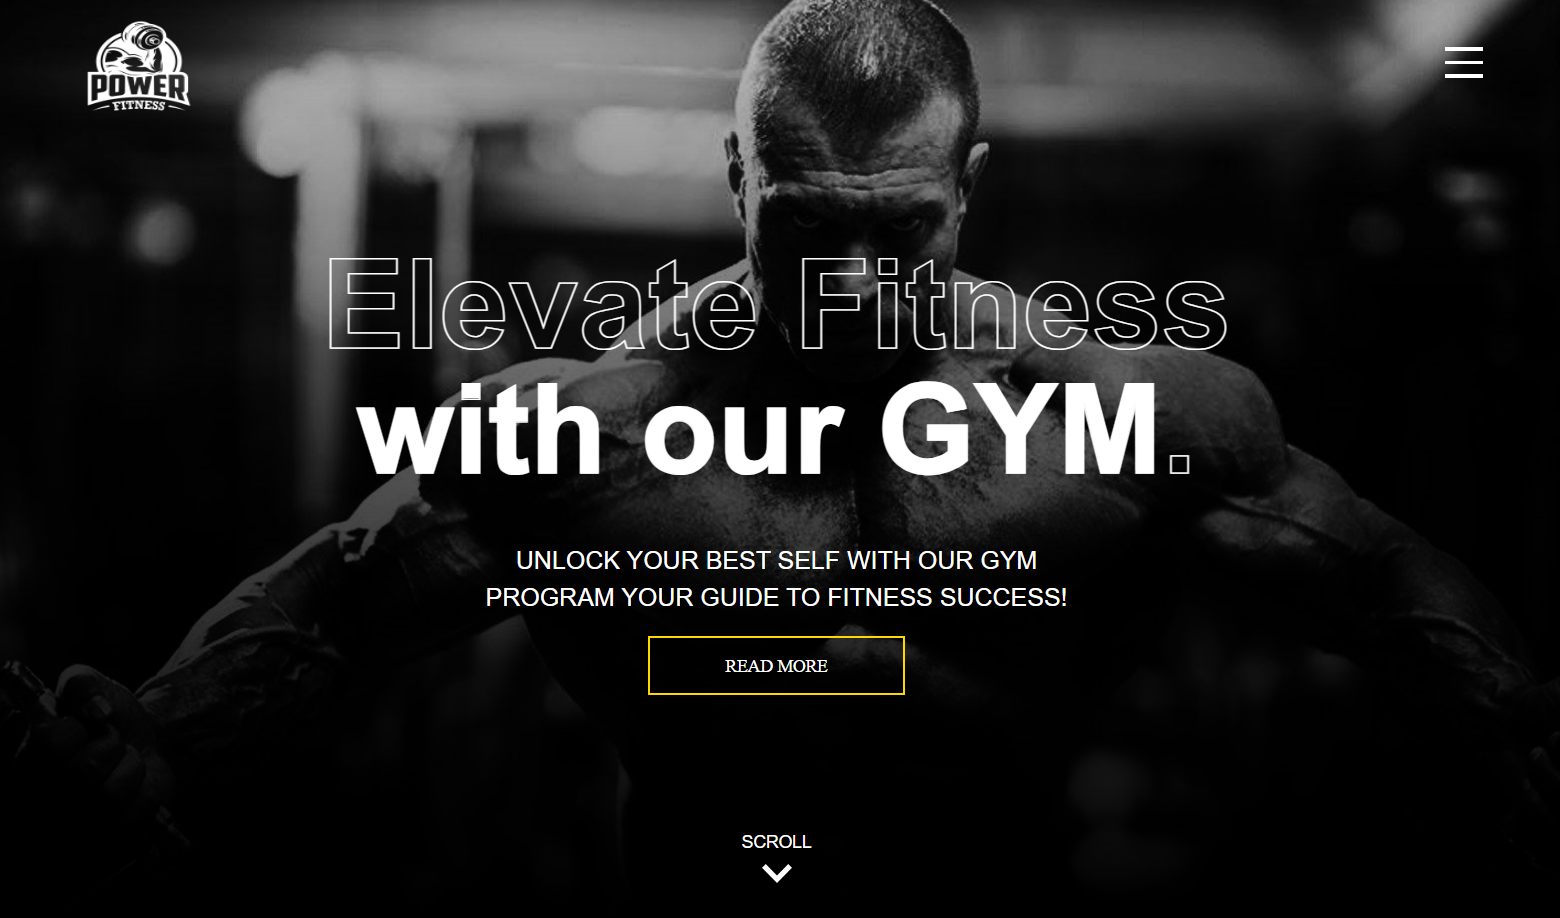 POWER
FITNESS
Elevate Fitness
with our GYM.
UNLOCK YOUR BEST SELF WITH OUR GYM
PROGRAM YOUR GUIDE TO FITNESS SUCCESS!
READ MORE
SCROLL